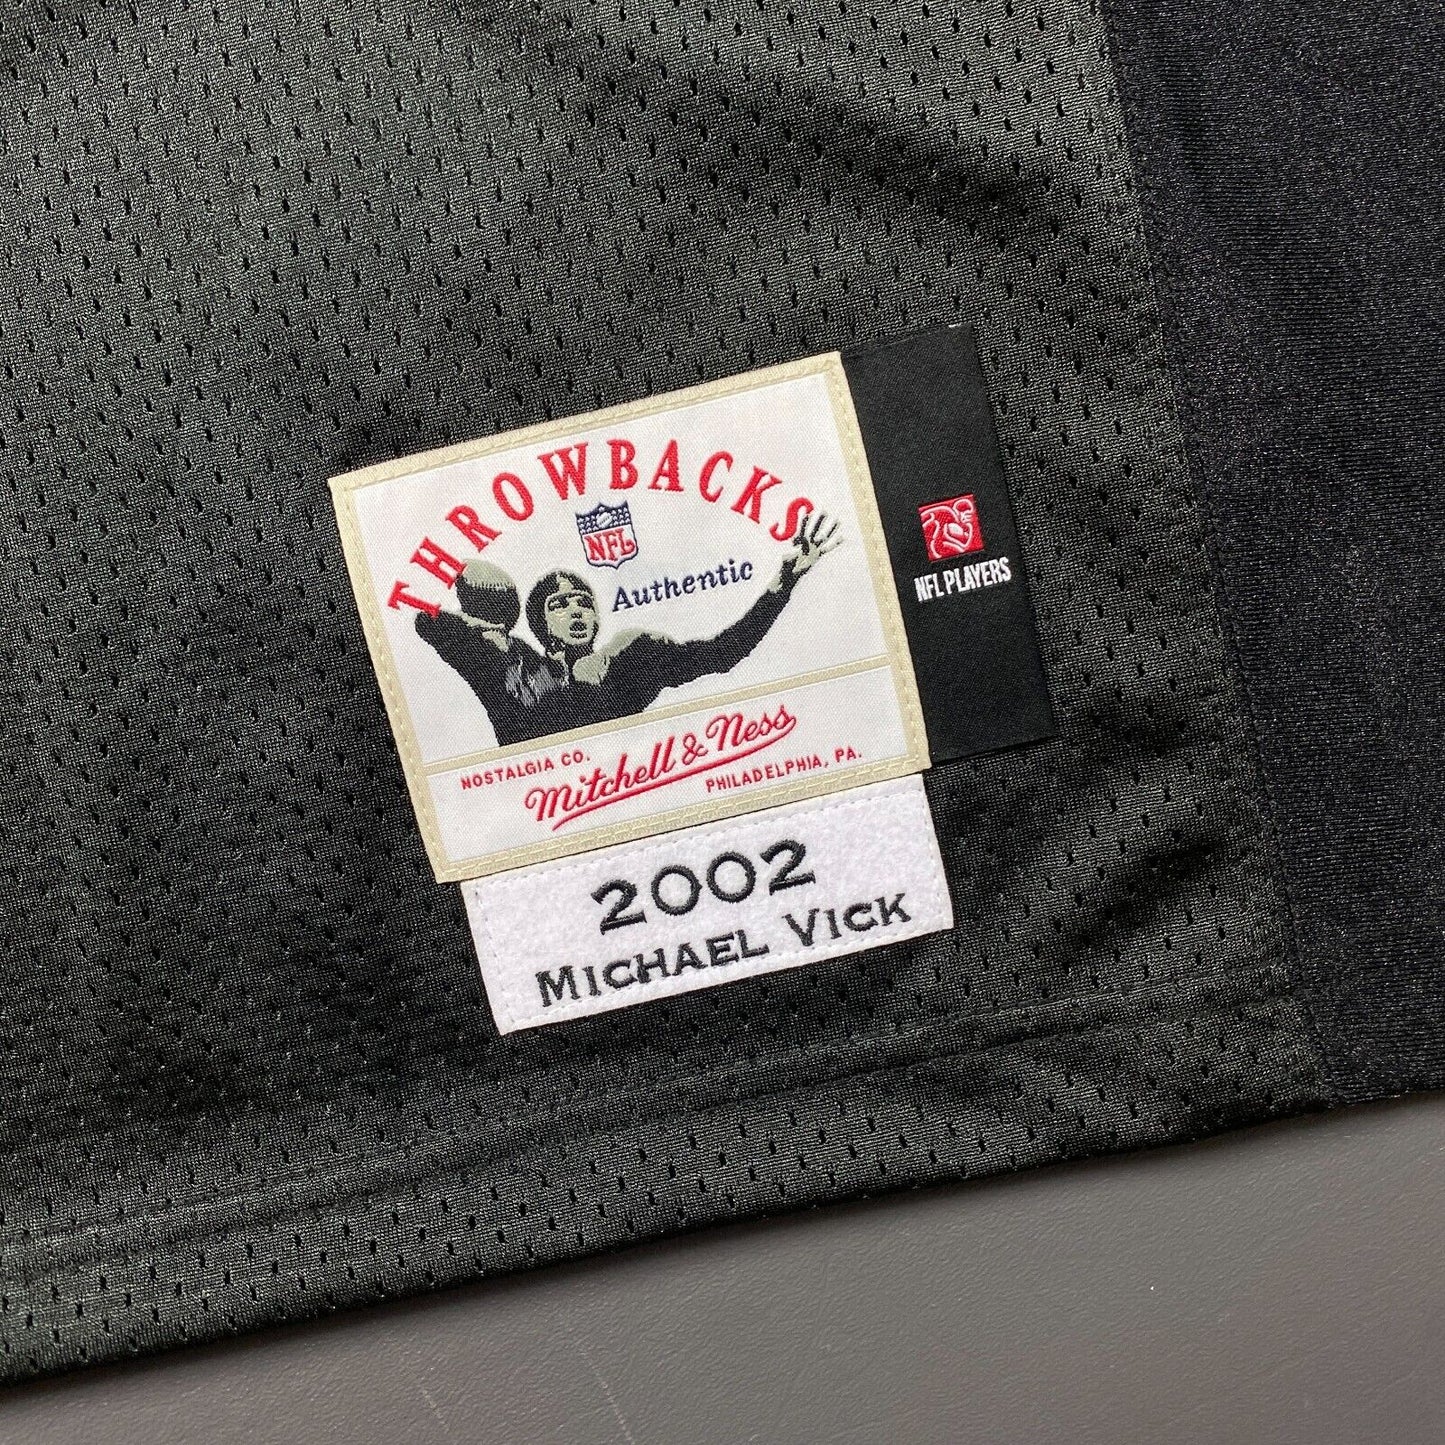 THROWBACKS
NFL
Authentic
NFL PLAYERS
NOSTALGIA CO. Mitchell & Ness PHILADELPHIA, PA.
2002
MICHAEL VICK